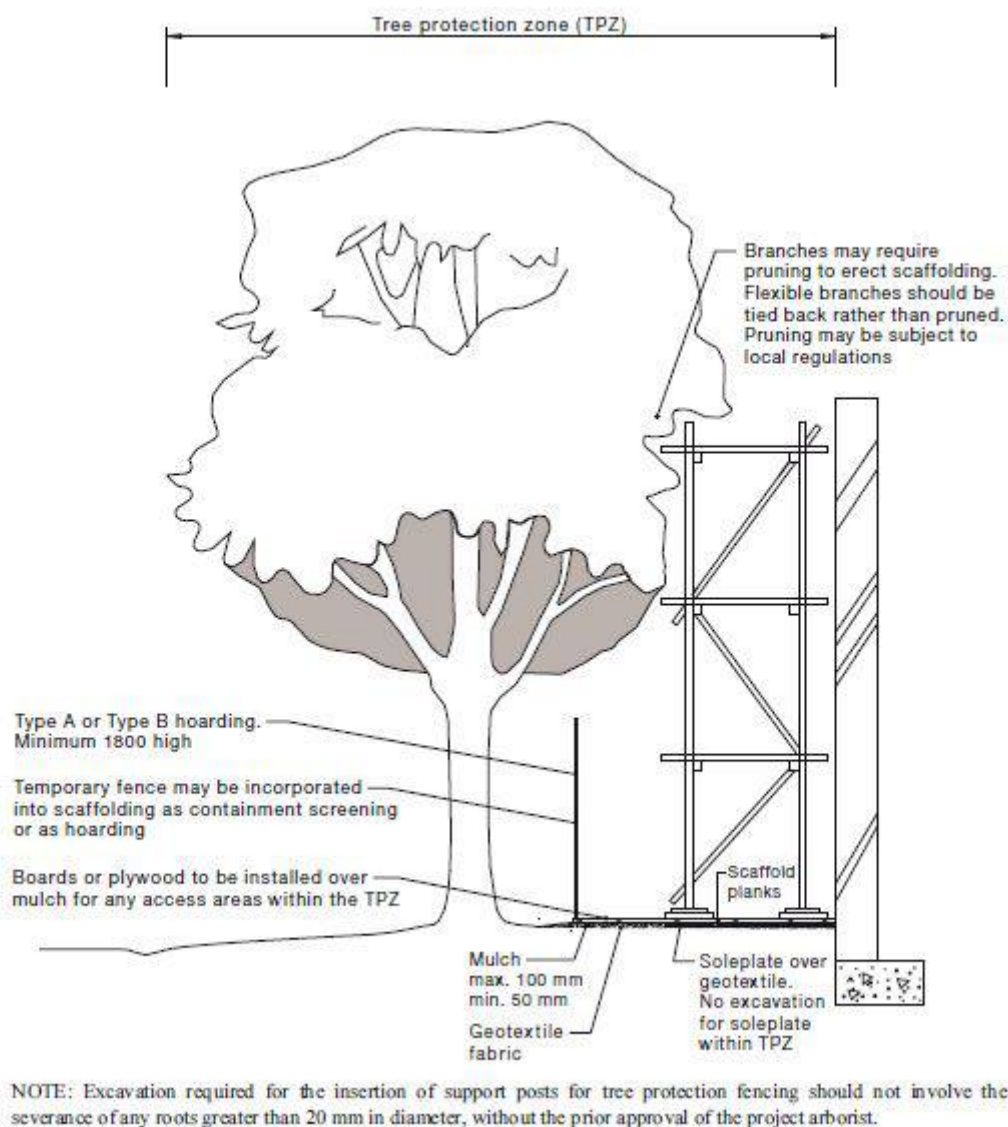 Tree protection zone (TPZ)
Branches may require
pruning to erect scaffolding.
Flexible branches should be
tied back rather than pruned.
Pruning may be subject to
local regulations
Type A or Type B hoarding.
Minimum 1800 high
Temporary fence may be incorporated
into scaffolding as containment screening
or as hoarding
Boards or plywood to be installed over
mulch for any access areas within the TPZ
Scaffold
planks
Mulch
max. 100 mm
min. 50 mm
Geotextile
fabric
Soleplate over
geotextile.
No excavation
for soleplate
within TPZ
NOTE: Excavation required for the insertion of support posts for tree protection fencing should not involve the
severance of any roots greater than 20 mm in diameter, without the prior approval of the project arborist.